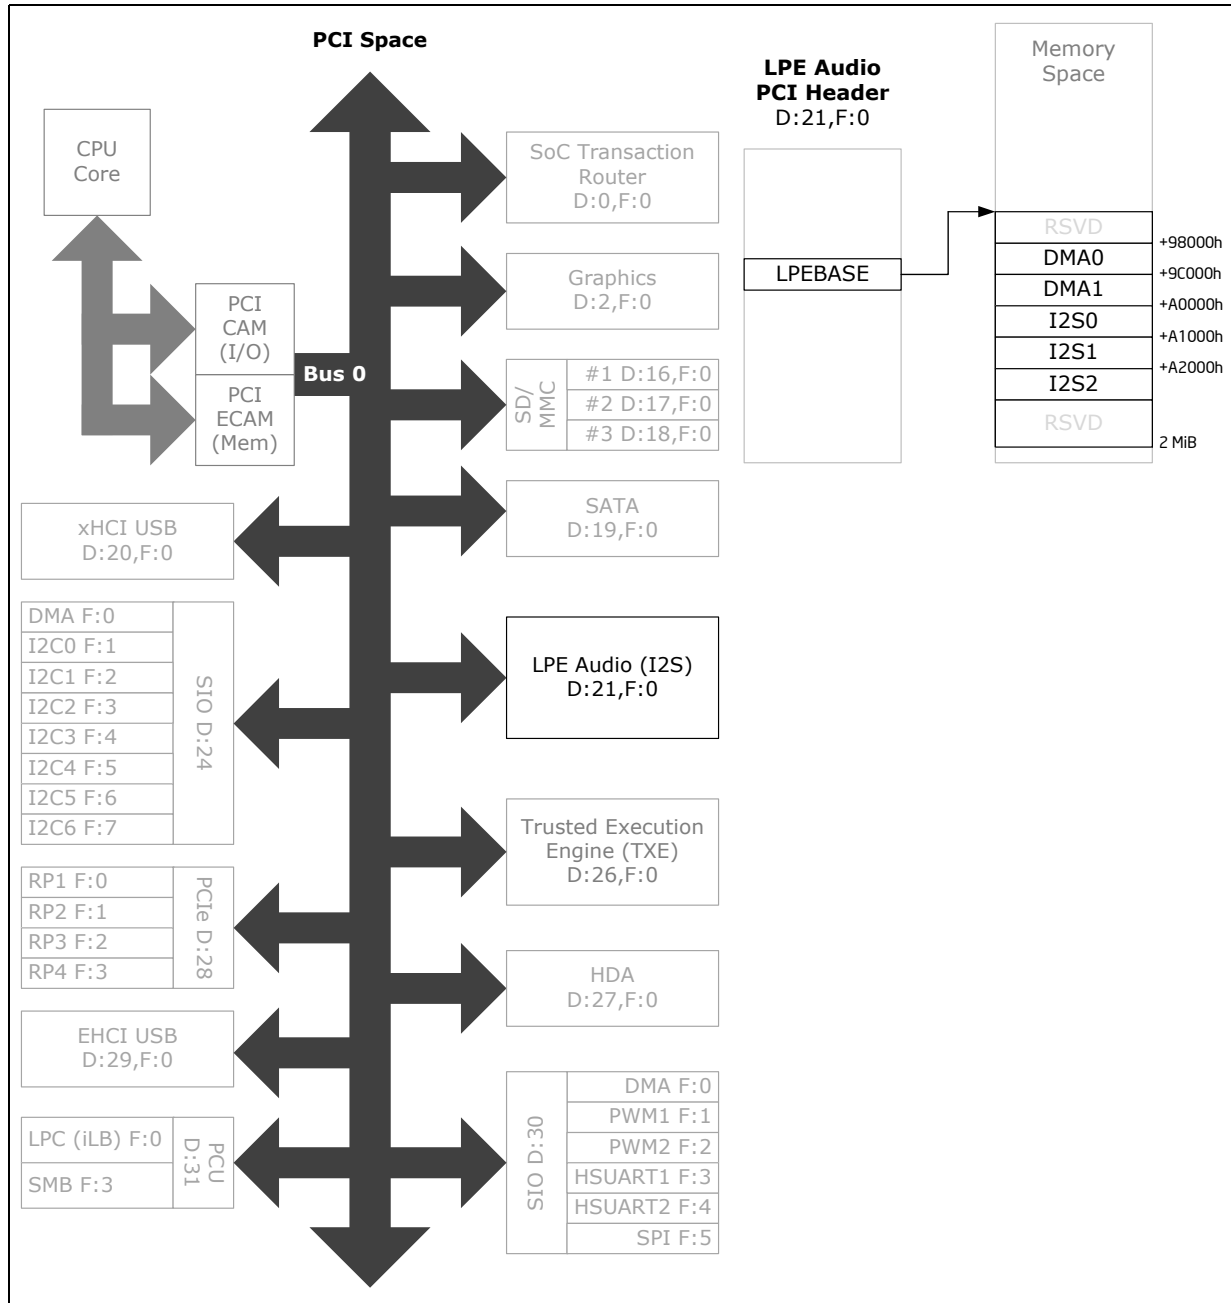 PCI Space
CPU
Core
PCI
CAM
(I/O)
PCI
ECAM
(Mem)
Bus 0
SoC Transaction
Router
D:0,F:0
Graphics
D:2,F:0
SD/
MMC
#1 D:16,F:0
#2 D:17,F:0
#3 D:18,F:0
SATA
D:19,F:0
xHCI USB
D:20,F:0
LPE Audio (I2S)
D:21,F:0
DMA F:0
I2C0 F:1
I2C1 F:2
I2C2 F:3
I2C3 F:4
I2C4 F:5
I2C5 F:6
I2C6 F:7
SIO D:24
Trusted Execution
Engine (TXE)
D:26,F:0
RP1 F:0
RP2 F:1
RP3 F:2
RP4 F:3
PCIe D:28
HDA
D:27,F:0
EHCI USB
D:29,F:0
LPC (iLB) F:0
SMB F:3
PCU
D:31
SIO D:30
DMA F:0
PWM1 F:1
PWM2 F:2
HSUART1 F:3
HSUART2 F:4
SPI F:5
LPE Audio
PCI Header
D:21,F:0
LPEBASE
Memory
Space
RSVD
+98000h
DMA0
+9C000h
DMA1
+A0000h
I2S0
+A1000h
I2S1
+A2000h
I2S2
RSVD
2 MiB